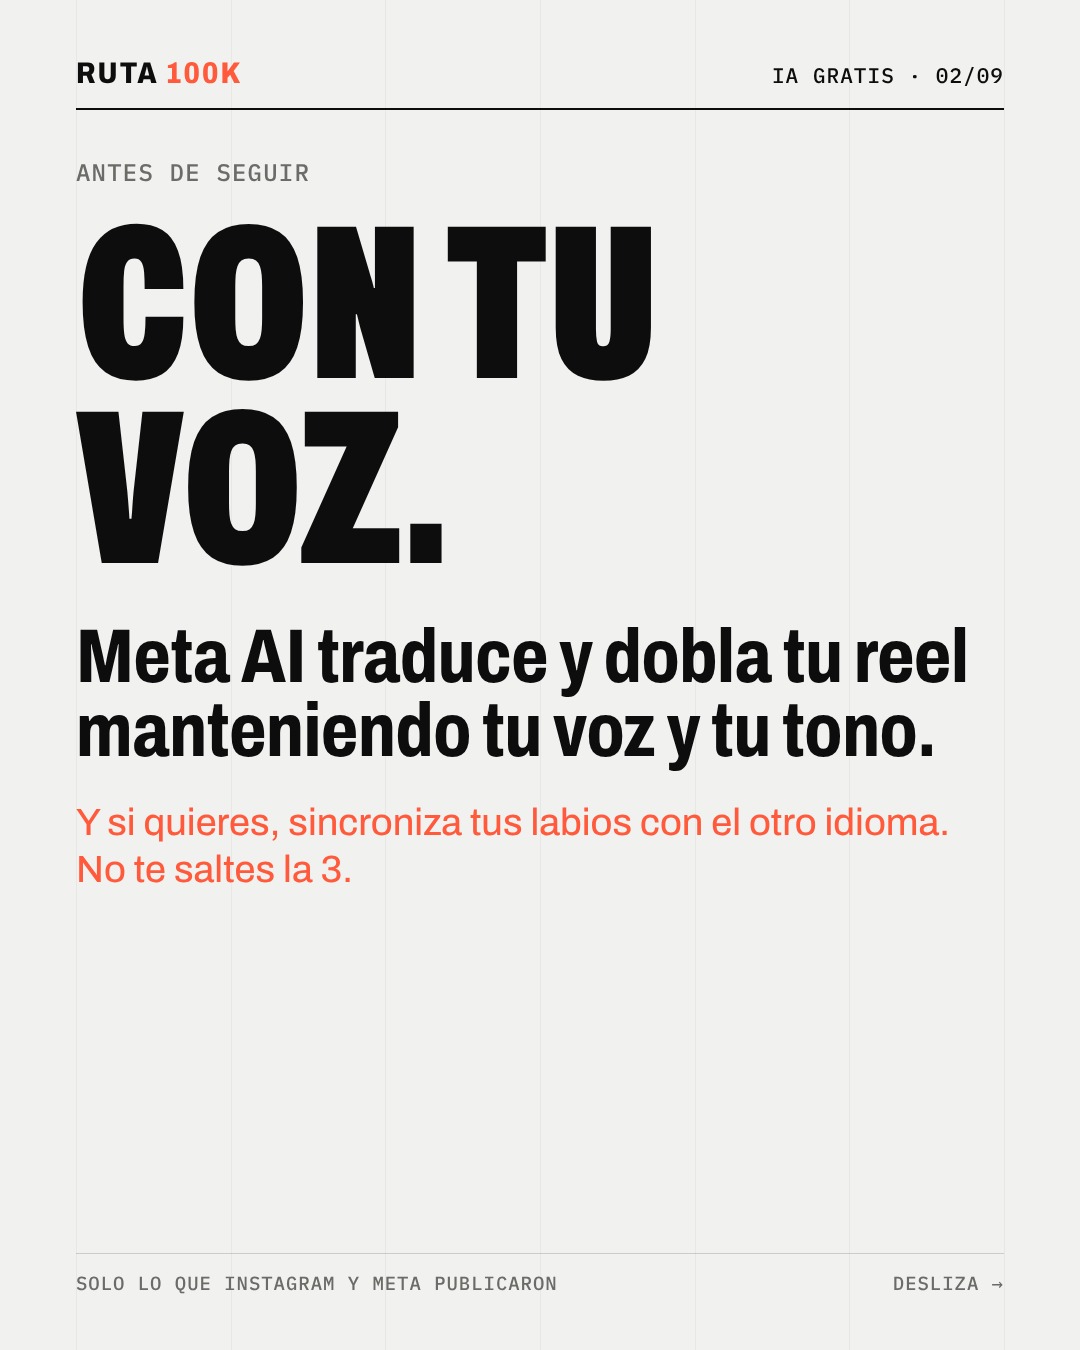 RUTA 100K
IA GRATIS · 02/09
ANTES DE SEGUIR
CON TU
VOZ.
Meta AI traduce y dobla tu reel
manteniendo tu voz y tu tono.
Y si quieres, sincroniza tus labios con el otro idioma.
No te saltes la 3.
SOLO LO QUE INSTAGRAM Y META PUBLICARON
DESLIZA →